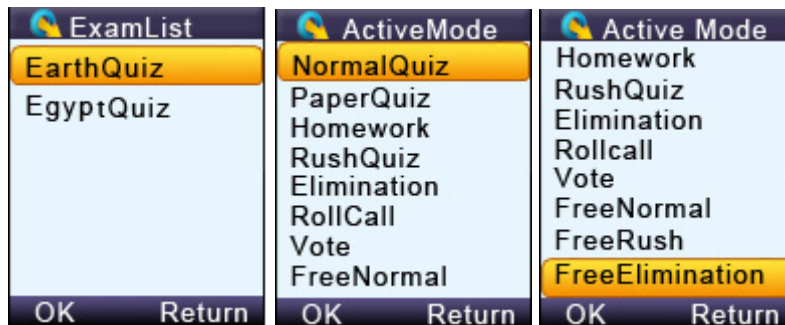 ExamList
EarthQuiz
EgyptQuiz
OK Return
ActiveMode
NormalQuiz
PaperQuiz
Homework
RushQuiz
Elimination
RollCall
Vote
FreeNormal
OK Return
Active Mode
Homework
RushQuiz
Elimination
Rollcall
Vote
FreeNormal
FreeRush
FreeElimination
OK Return